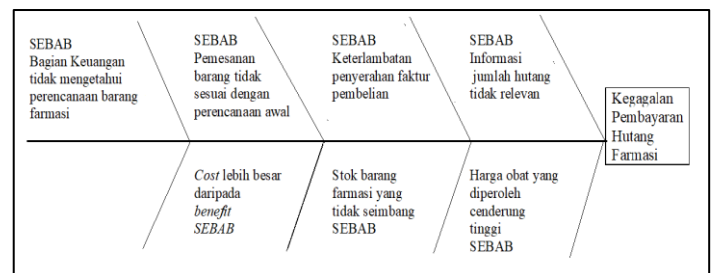 SEBAB
Bagian Keuangan
tidak mengetahui
perencanaan barang
farmasi
SEBAB
Pemesanan
barang tidak
sesuai dengan
perencanaan awal
SEBAB
Keterlambatan
penyerahan faktur
pembelian
SEBAB
Informasi
jumlah hutang
tidak relevan
Kegagalan
Pembayaran
Hutang
Farmasi
Cost lebih besar
daripada
benefit
SEBAB
Stok barang
farmasi yang
tidak seimbang
SEBAB
Harga obat yang
diperoleh
cenderung
tinggi
SEBAB